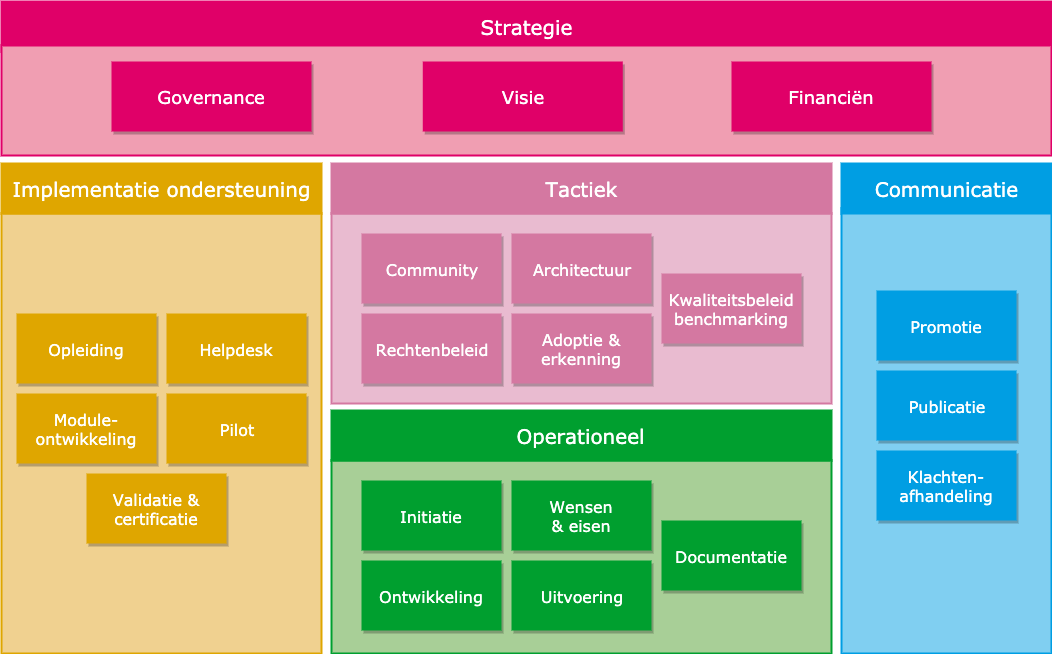 Strategie
Governance
Visie
Financiën
Implementatie ondersteuning
Opleiding
Helpdesk
Module-
ontwikkeling
Pilot
Validatie &
certificatie
Tactiek
Community
Architectuur
Kwaliteitsbeleid
benchmarking
Rechtenbeleid
Adoptie &
erkenning
Operationeel
Initiatie
Wensen
& eisen
Documentatie
Ontwikkeling
Uitvoering
Communicatie
Promotie
Publicatie
Klachten-
afhandeling